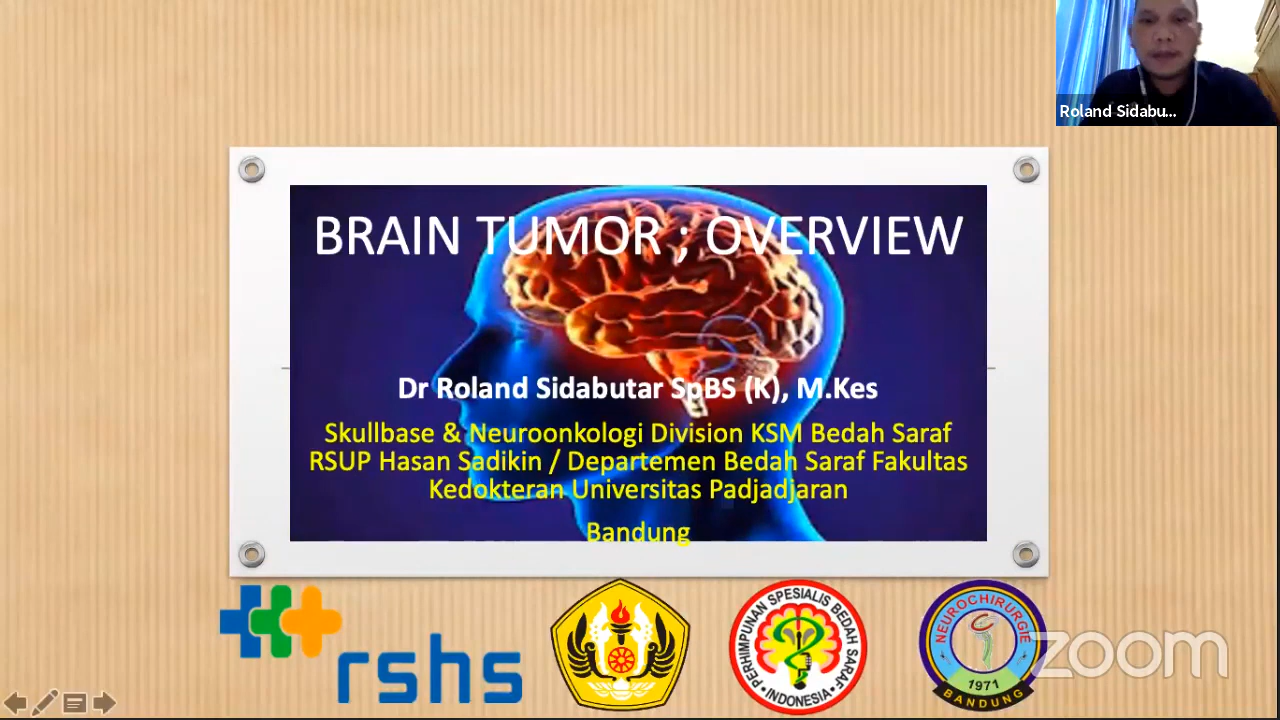 Roland Sidabu...
BRAIN TUMOR ; OVERVIEW
Dr Roland Sidabutar SpBS (K), M.Kes
Skullbase & Neuroonkologi Division KSM Bedah Saraf
RSUP Hasan Sadikin / Departemen Bedah Saraf Fakultas
Kedokteran Universitas Padjadjaran
Bandung
rshs
PERHIMPUNAN SPESIALIS BEDAH SARAF
• INDONESIA •
NEUROCHIRURGIE
1971
BANDUNG
zoom